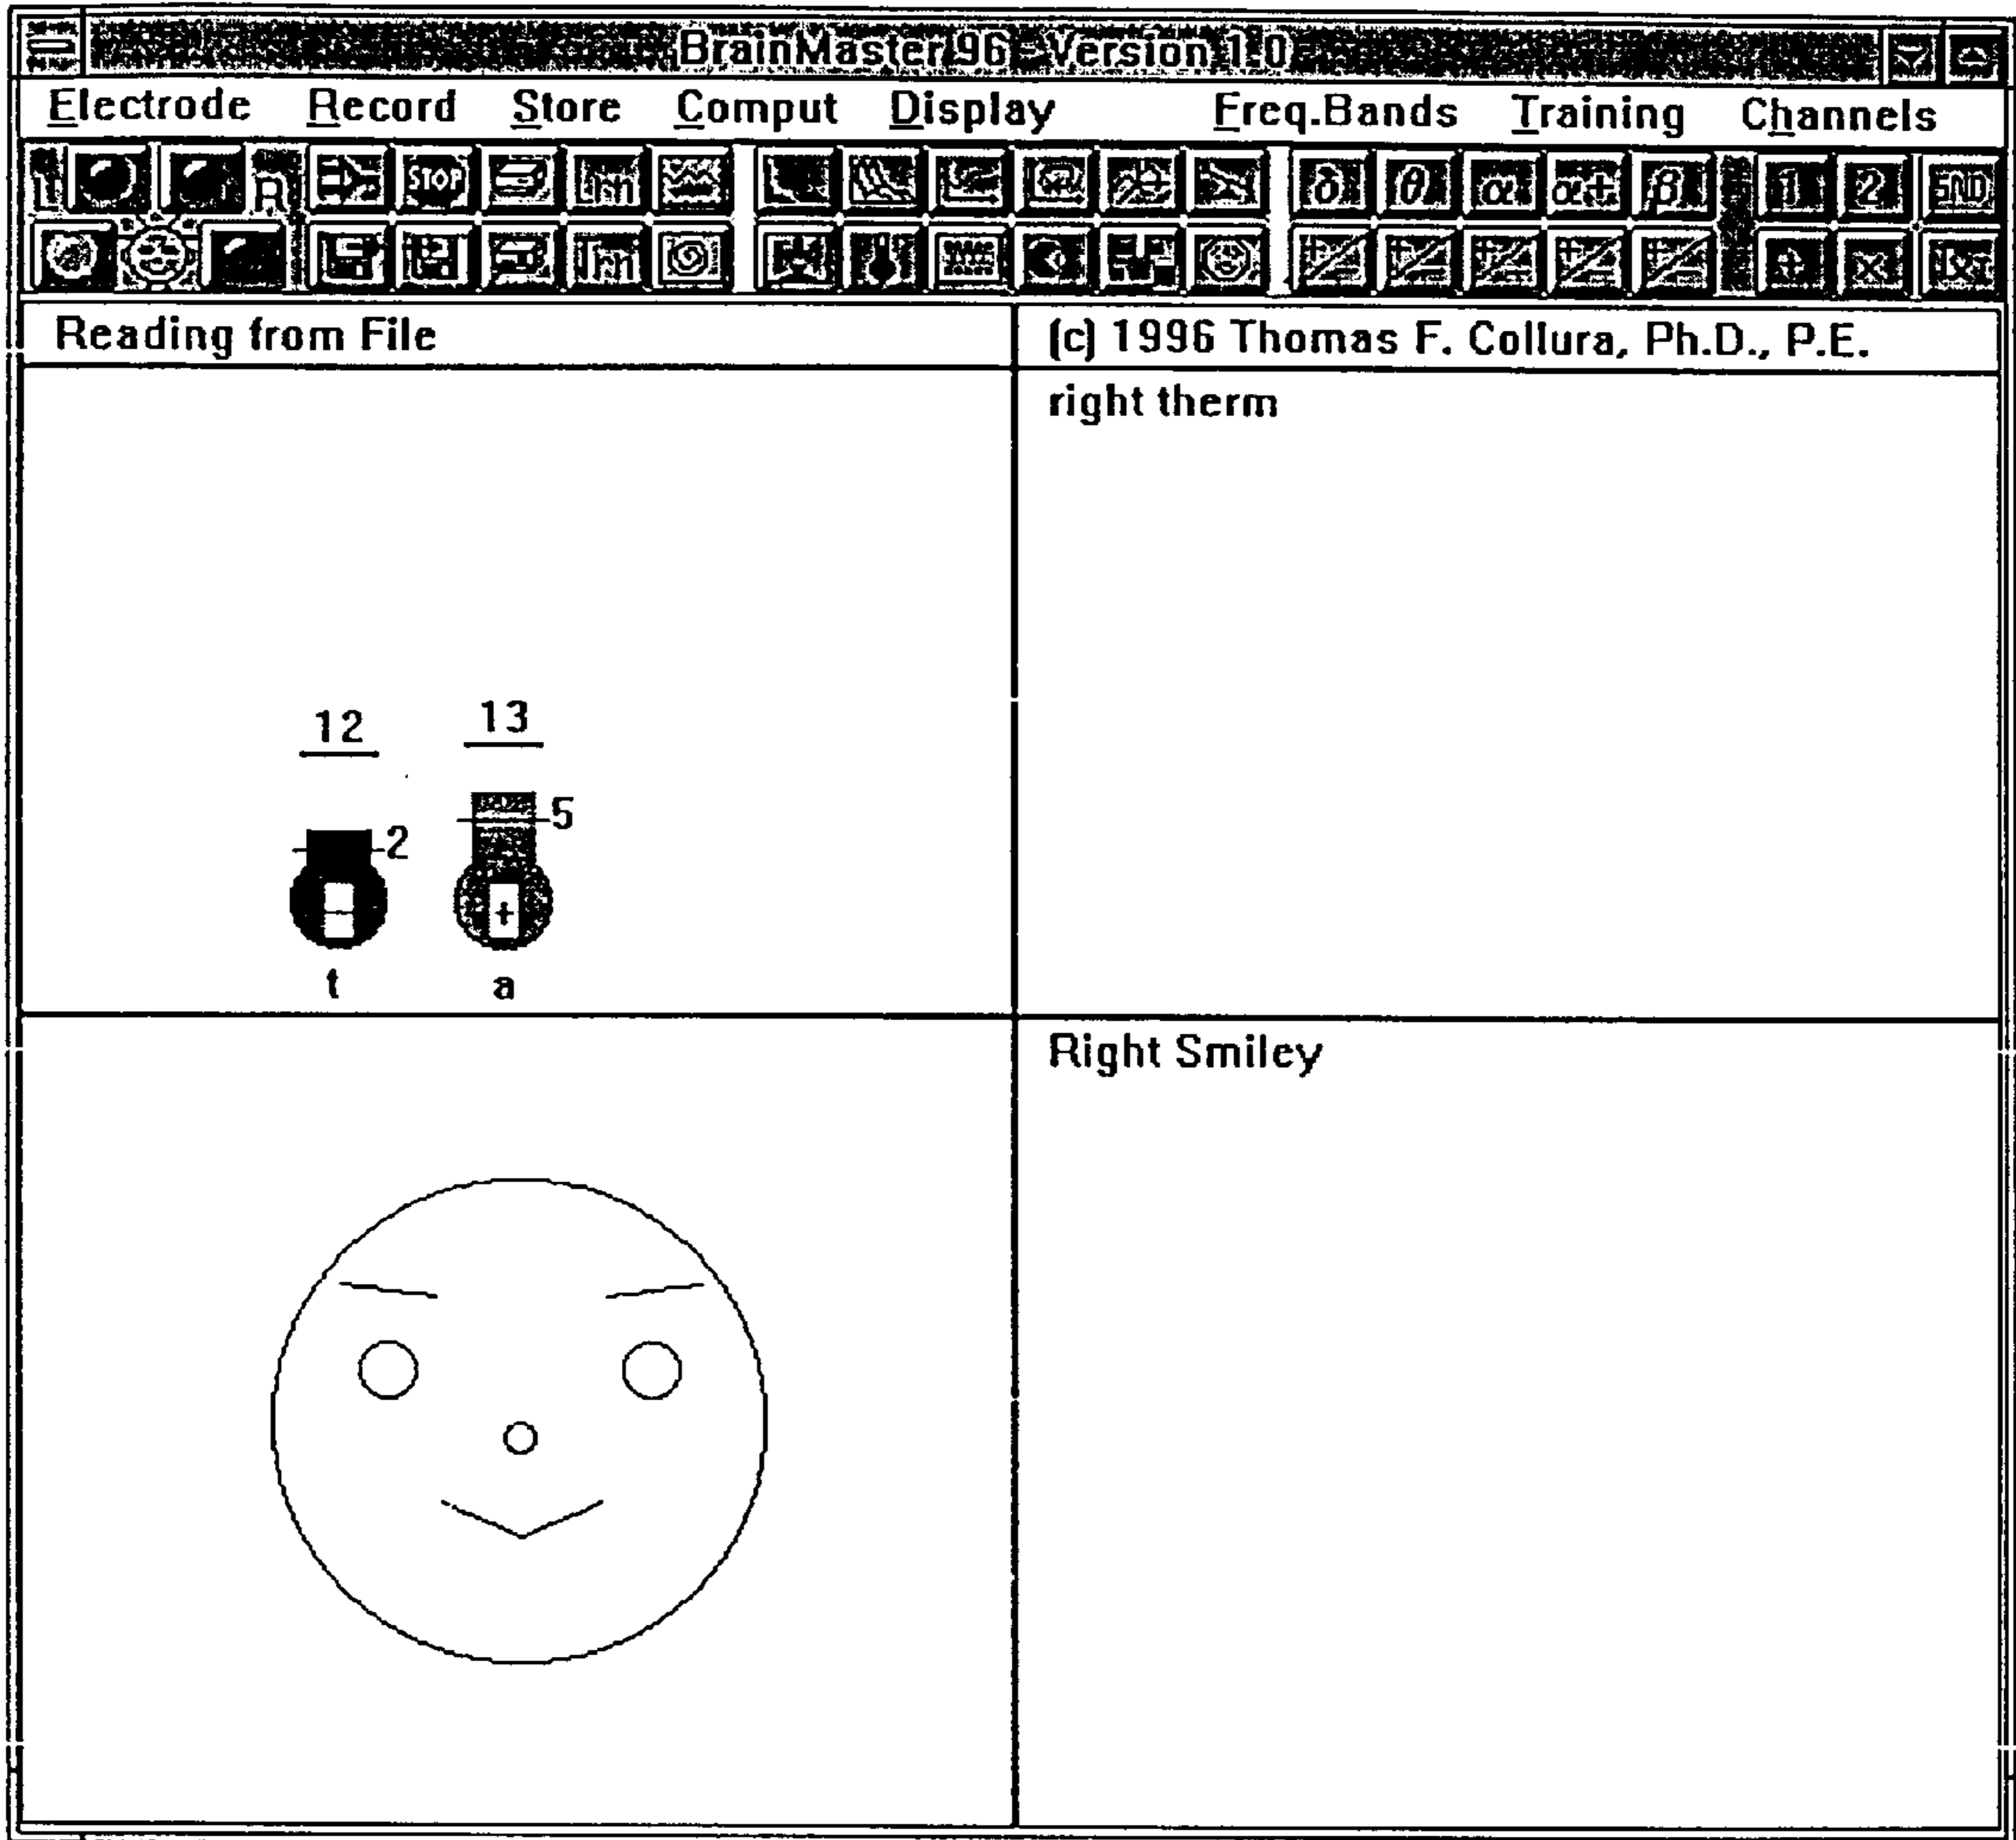 BrainMaster 96 - Version 1.0
Electrode Record Store Comput Display Freq.Bands Training Channels
L R STOP δ θ α α+ β 1 2 SND
+ x
Reading from File
(c) 1996 Thomas F. Collura, Ph.D., P.E.
right therm
12 13
5
2
+
t a
Right Smiley